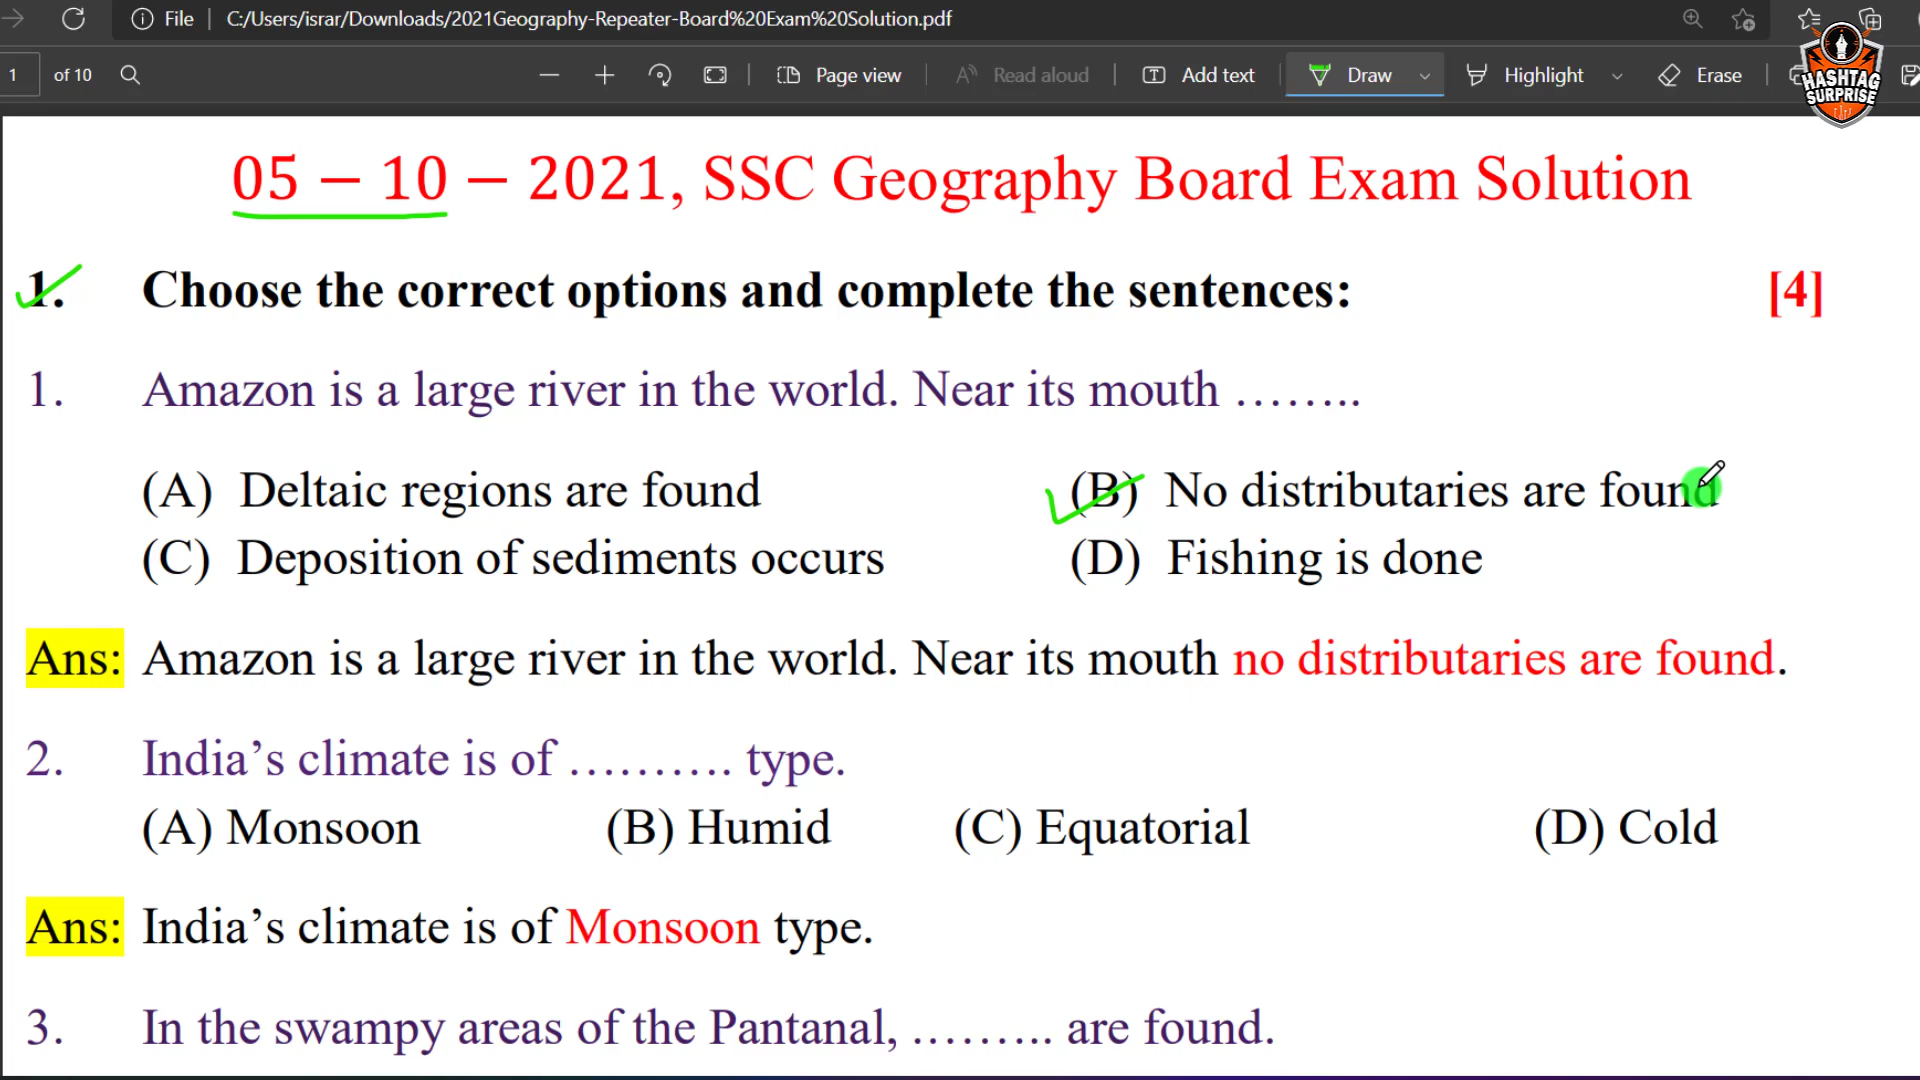 File | C:/Users/israr/Downloads/2021Geography-Repeater-Board%20Exam%20Solution.pdf
1 of 10 Page view Read aloud Add text Draw Highlight Erase
HASHTAG
SURPRISE
05 – 10 – 2021, SSC Geography Board Exam Solution
1. Choose the correct options and complete the sentences: [4]
1. Amazon is a large river in the world. Near its mouth ……..
(A) Deltaic regions are found (B) No distributaries are found
(C) Deposition of sediments occurs (D) Fishing is done
Ans: Amazon is a large river in the world. Near its mouth no distributaries are found.
2. India’s climate is of ………. type.
(A) Monsoon (B) Humid (C) Equatorial (D) Cold
Ans: India’s climate is of Monsoon type.
3. In the swampy areas of the Pantanal, ……….. are found.